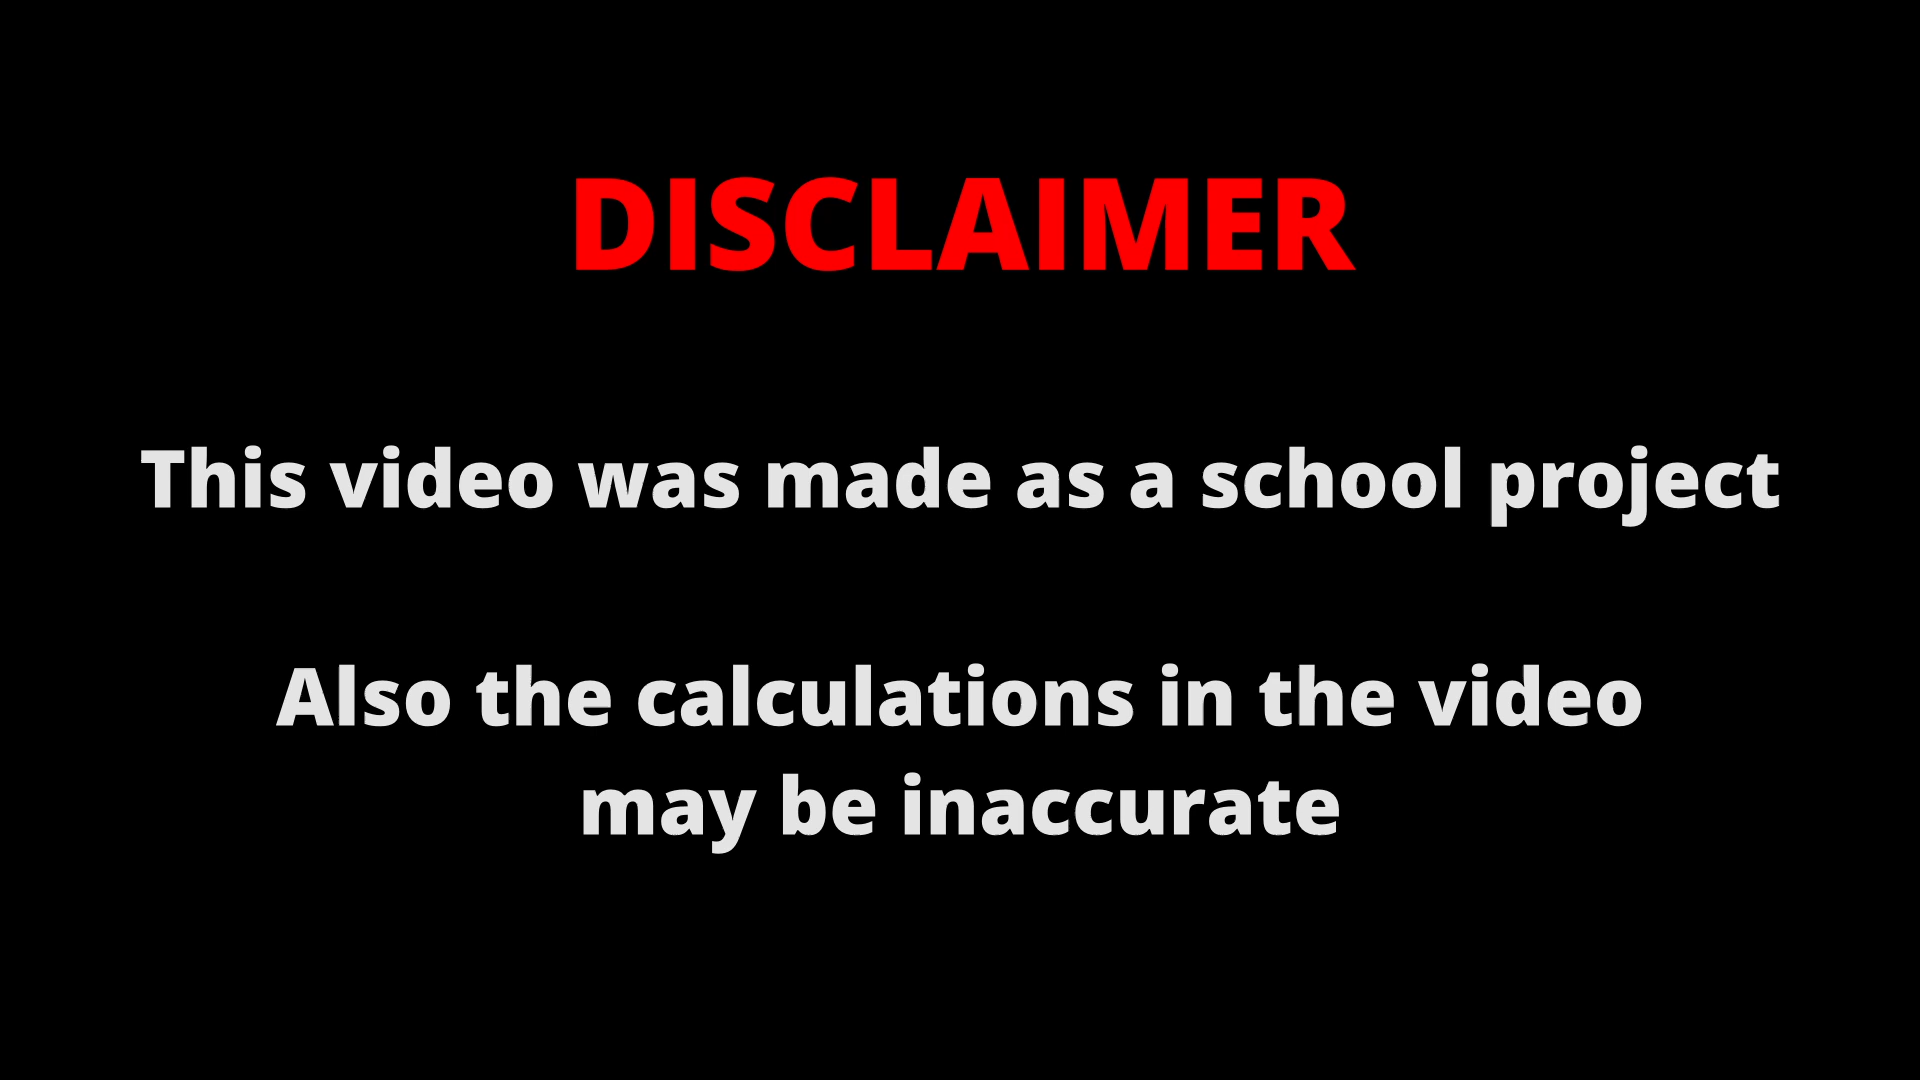 DISCLAIMER
This video was made as a school project
Also the calculations in the video
may be inaccurate